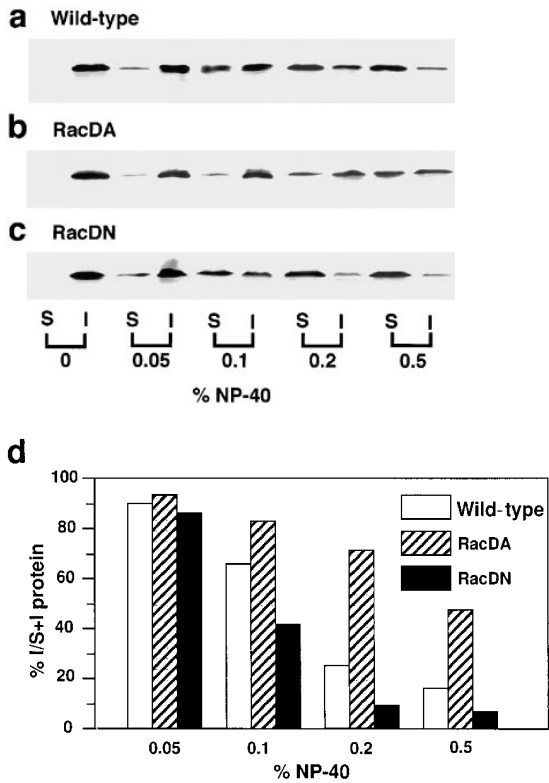 a Wild-type
b RacDA
c RacDN
S I S I S I S I S I
0 0.05 0.1 0.2 0.5
% NP-40
d
100
80
60
40
20
0
% I/S+I protein
Wild-type
RacDA
RacDN
0.05 0.1 0.2 0.5
% NP-40